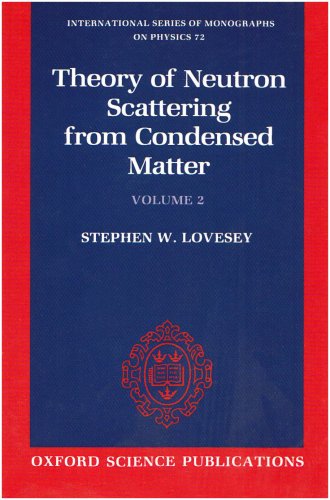 INTERNATIONAL SERIES OF MONOGRAPHS
ON PHYSICS 72
Theory of Neutron
Scattering
from Condensed
Matter
VOLUME 2
STEPHEN W. LOVESEY
OXFORD SCIENCE PUBLICATIONS